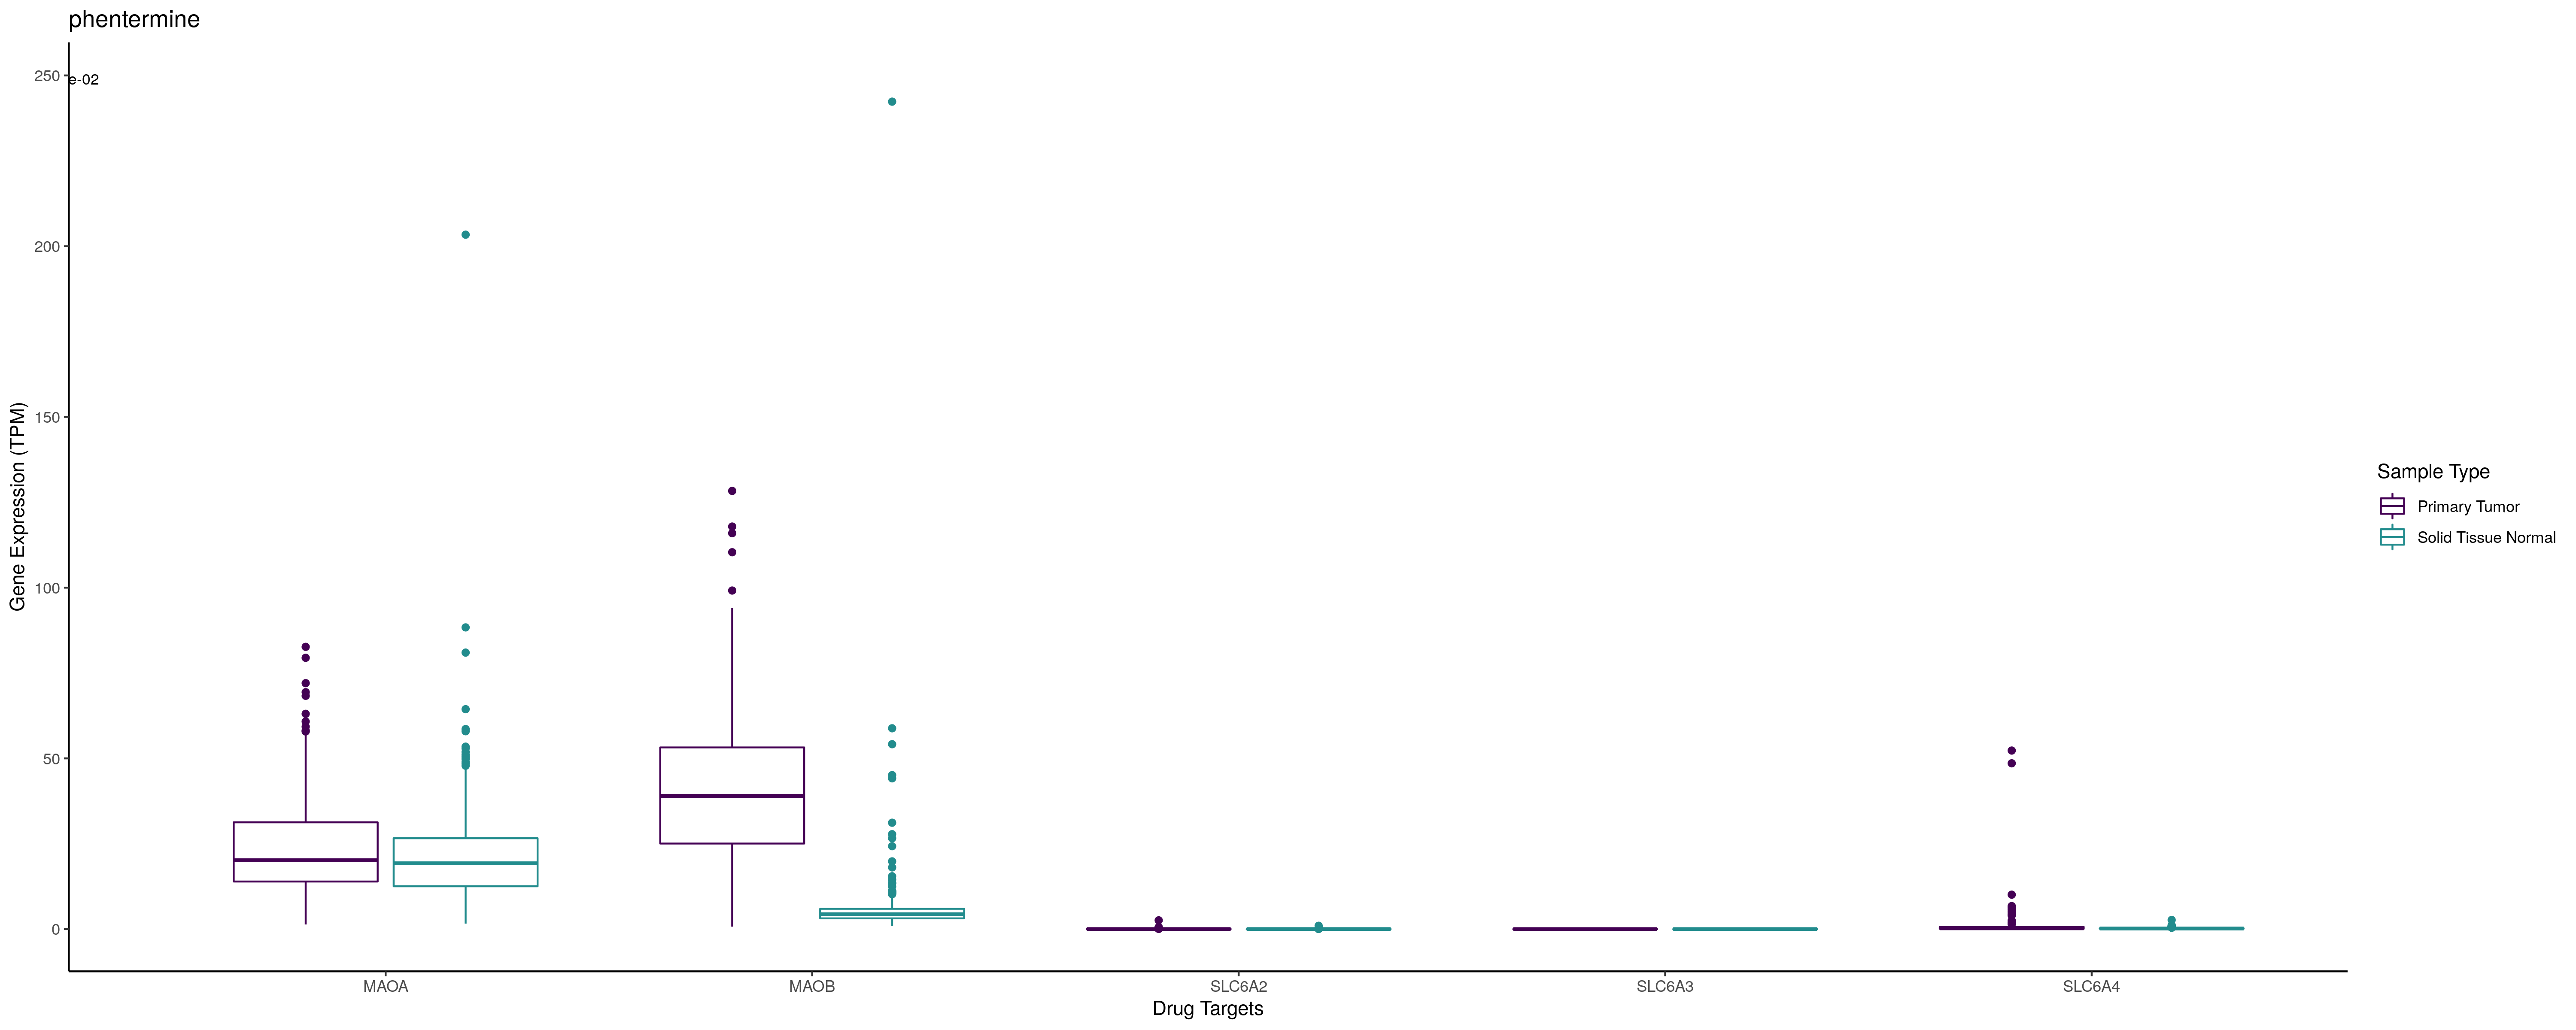 phentermine
e-02
250
200
150
100
50
0
Gene Expression (TPM)
MAOA
MAOB
SLC6A2
SLC6A3
SLC6A4
Drug Targets
Sample Type
Primary Tumor
Solid Tissue Normal